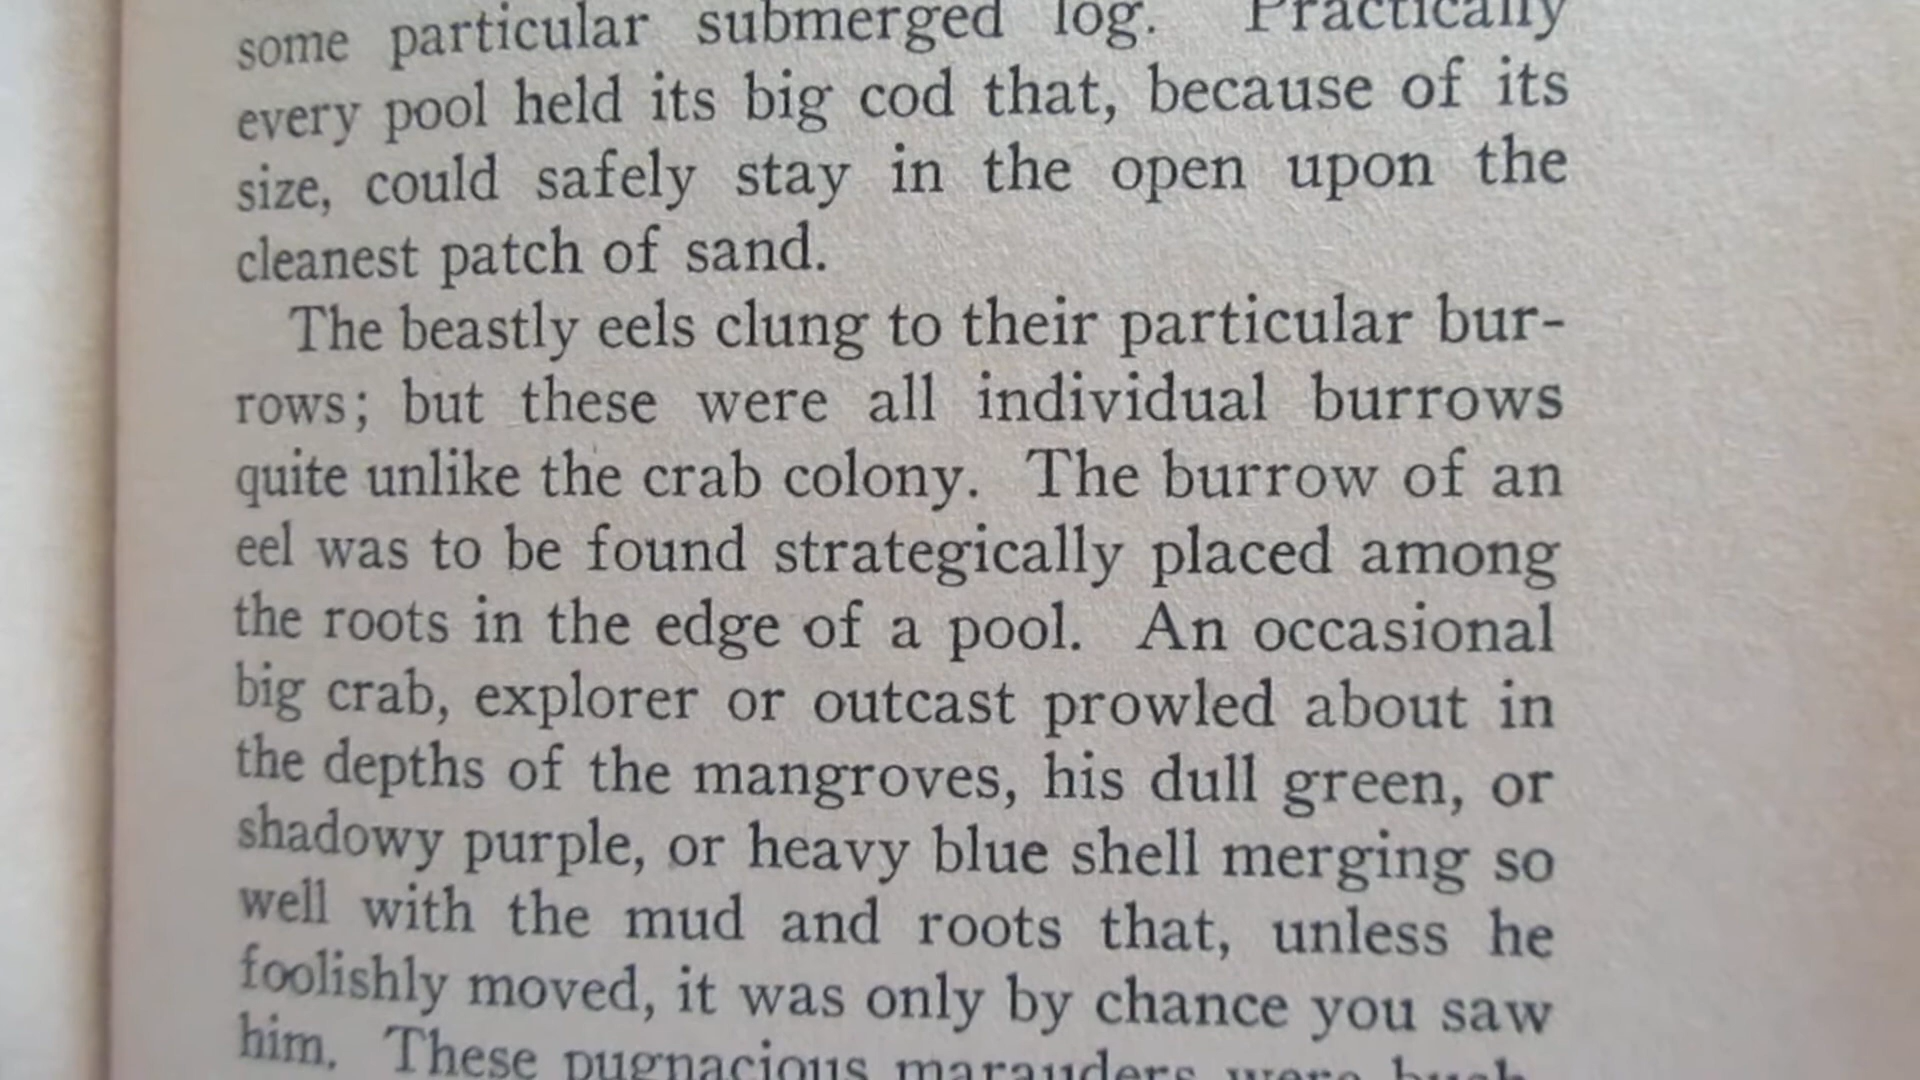 some particular submerged log. Practically
every pool held its big cod that, because of its
size, could safely stay in the open upon the
cleanest patch of sand.
The beastly eels clung to their particular bur-
rows; but these were all individual burrows
quite unlike the crab colony. The burrow of an
eel was to be found strategically placed among
the roots in the edge of a pool. An occasional
big crab, explorer or outcast prowled about in
the depths of the mangroves, his dull green, or
shadowy purple, or heavy blue shell merging so
well with the mud and roots that, unless he
foolishly moved, it was only by chance you saw
him. These pugnacious marauders were bush